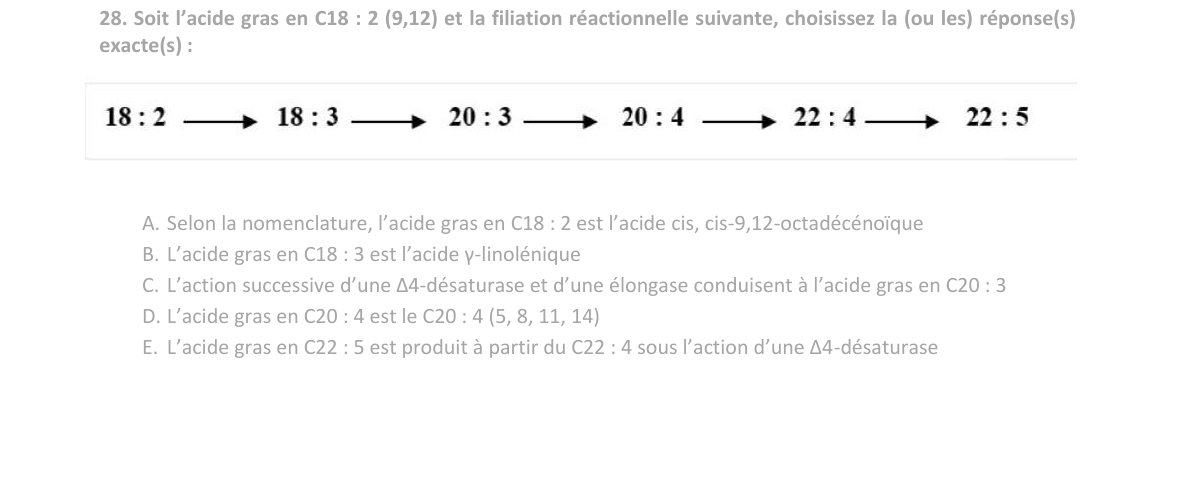 28. Soit l’acide gras en C18 : 2 (9,12) et la filiation réactionnelle suivante, choisissez la (ou les) réponse(s)
exacte(s) :
18 : 2 → 18 : 3 → 20 : 3 → 20 : 4 → 22 : 4 → 22 : 5
A. Selon la nomenclature, l’acide gras en C18 : 2 est l’acide cis, cis-9,12-octadécénoïque
B. L’acide gras en C18 : 3 est l’acide γ-linolénique
C. L’action successive d’une Δ4-désaturase et d’une élongase conduisent à l’acide gras en C20 : 3
D. L’acide gras en C20 : 4 est le C20 : 4 (5, 8, 11, 14)
E. L’acide gras en C22 : 5 est produit à partir du C22 : 4 sous l’action d’une Δ4-désaturase